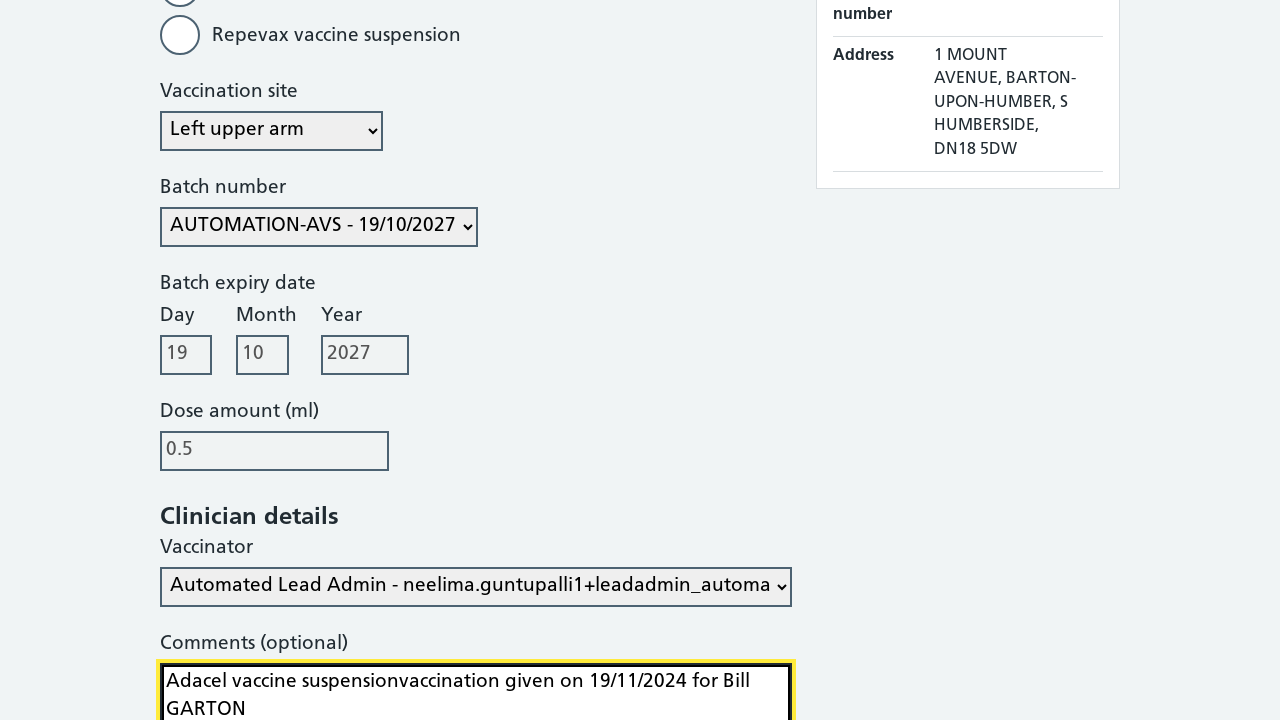 number
Repevax vaccine suspension
Address
1 MOUNT
AVENUE, BARTON-
UPON-HUMBER, S
HUMBERSIDE,
DN18 5DW
Vaccination site
Left upper arm
Batch number
AUTOMATION-AVS - 19/10/2027
Batch expiry date
Day Month Year
19 10 2027
Dose amount (ml)
0.5
Clinician details
Vaccinator
Automated Lead Admin - neelima.guntupalli1+leadadmin_automa
Comments (optional)
Adacel vaccine suspensionvaccination given on 19/11/2024 for Bill
GARTON